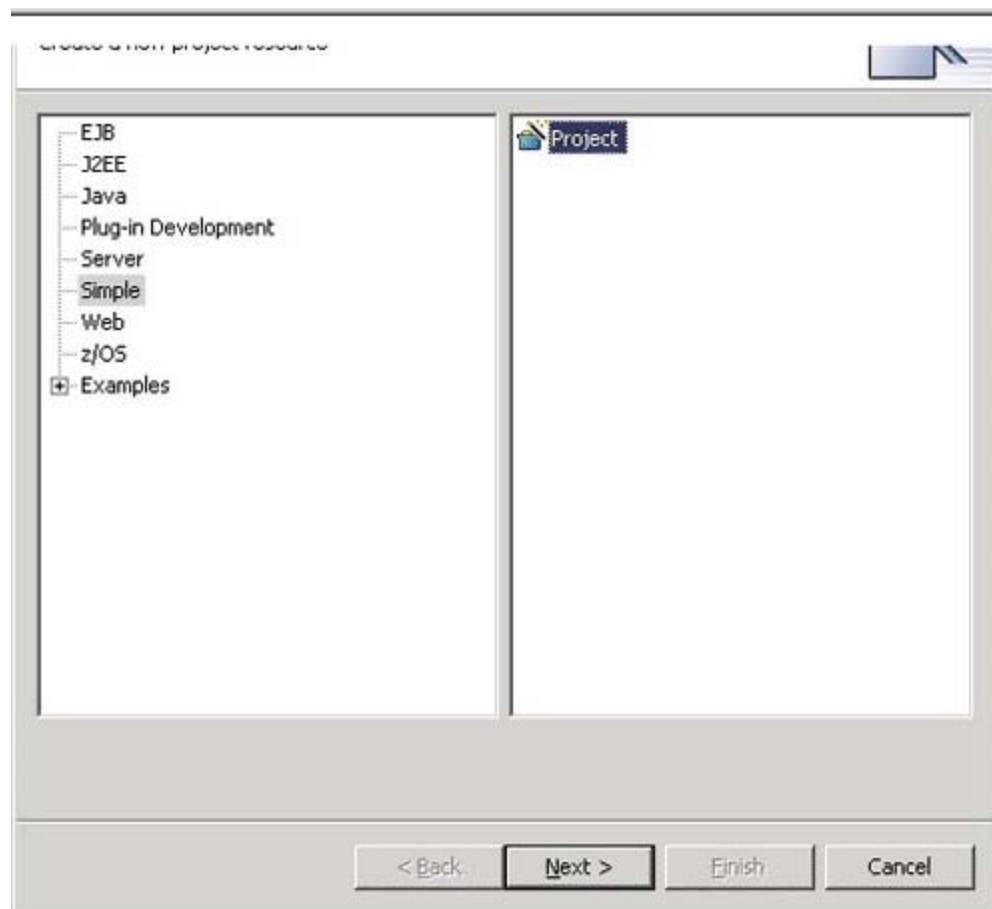 EJB
J2EE
Java
Plug-in Development
Server
Simple
Web
z/OS
Examples
Project
< Back
Next >
Finish
Cancel